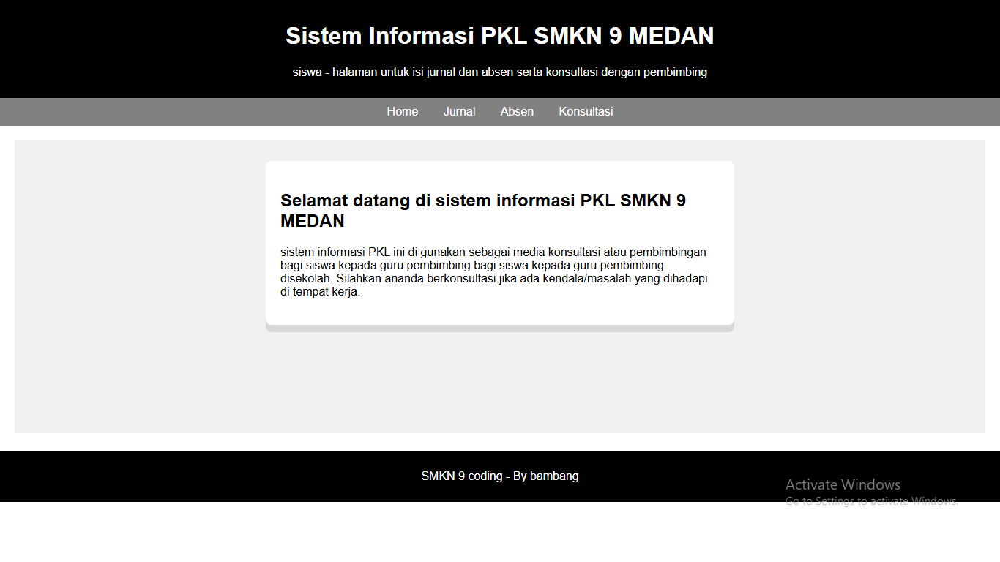 Sistem Informasi PKL SMKN 9 MEDAN
siswa - halaman untuk isi jurnal dan absen serta konsultasi dengan pembimbing
Home Jurnal Absen Konsultasi
Selamat datang di sistem informasi PKL SMKN 9
MEDAN
sistem informasi PKL ini di gunakan sebagai media konsultasi atau pembimbingan
bagi siswa kepada guru pembimbing bagi siswa kepada guru pembimbing
disekolah. Silahkan ananda berkonsultasi jika ada kendala/masalah yang dihadapi
di tempat kerja.
SMKN 9 coding - By bambang
Activate Windows
Go to Settings to activate Windows.